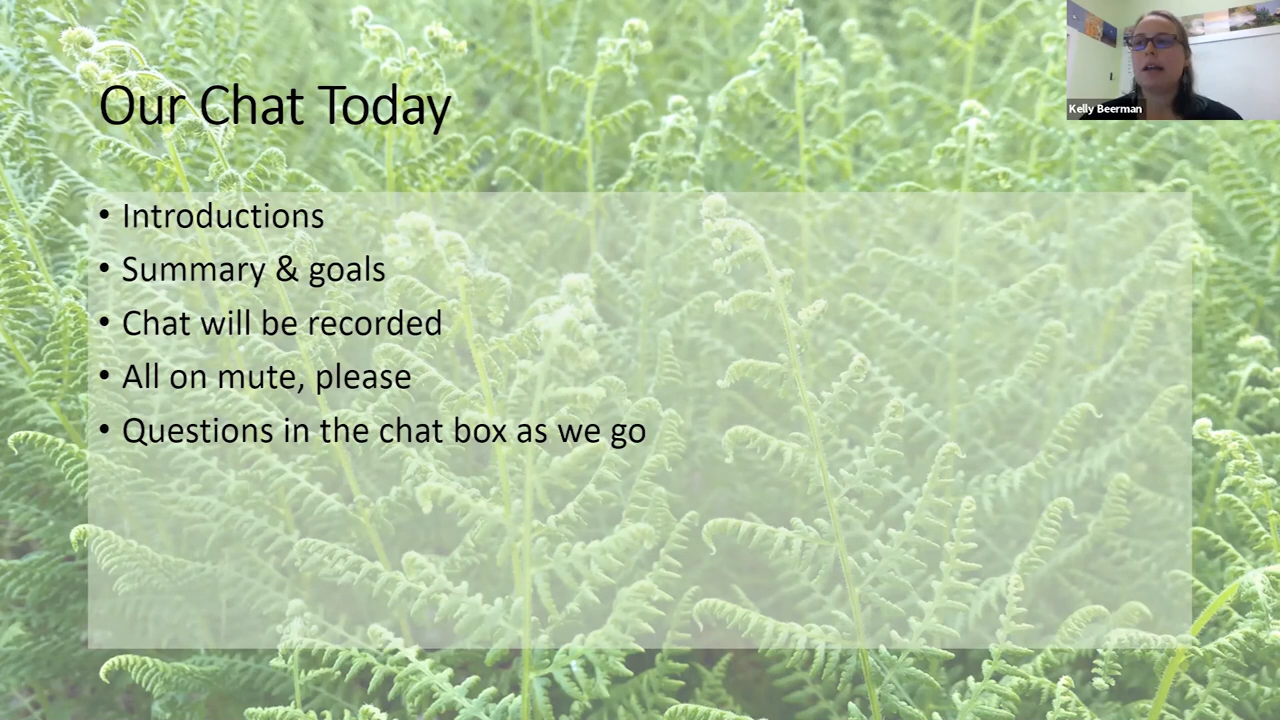 Our Chat Today
Kelly Beerman
• Introductions
• Summary & goals
• Chat will be recorded
• All on mute, please
• Questions in the chat box as we go